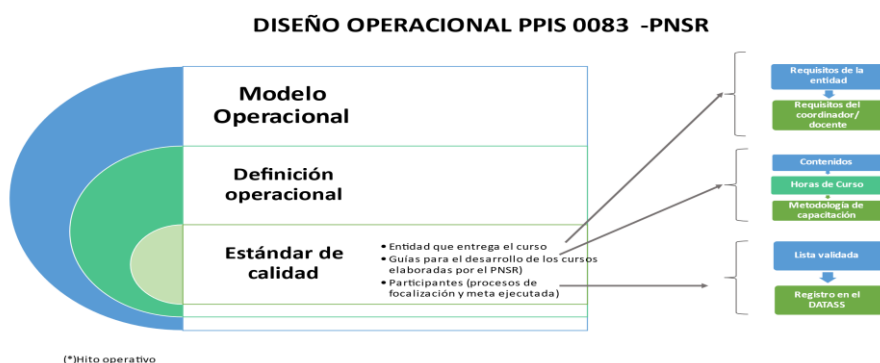 DISEÑO OPERACIONAL PPIS 0083 -PNSR
Modelo
Operacional
Definición
operacional
Estándar de
calidad
• Entidad que entrega el curso
• Guías para el desarrollo de los cursos
elaboradas por el PNSR)
• Participantes (procesos de
focalización y meta ejecutada)
Requisitos de la
entidad
Requisitos del
coordinador/
docente
Contenidos
Horas de Curso
Metodología de
capacitación
Lista validada
Registro en el
DATASS
(*)Hito operativo